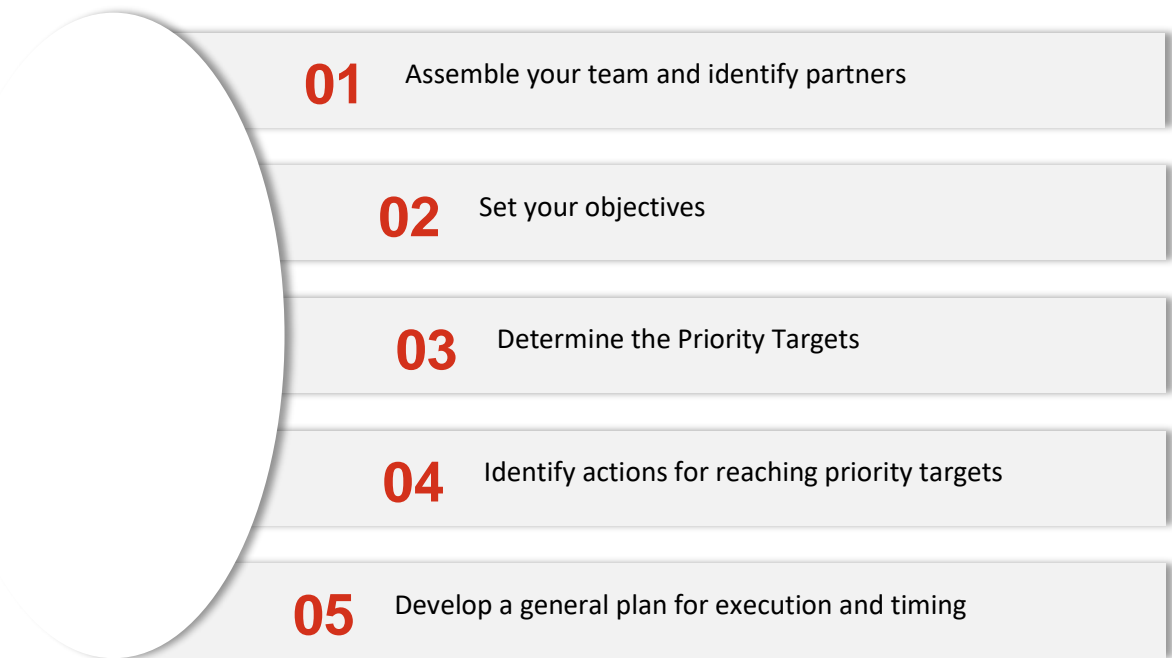 01 Assemble your team and identify partners
02 Set your objectives
03 Determine the Priority Targets
04 Identify actions for reaching priority targets
05 Develop a general plan for execution and timing